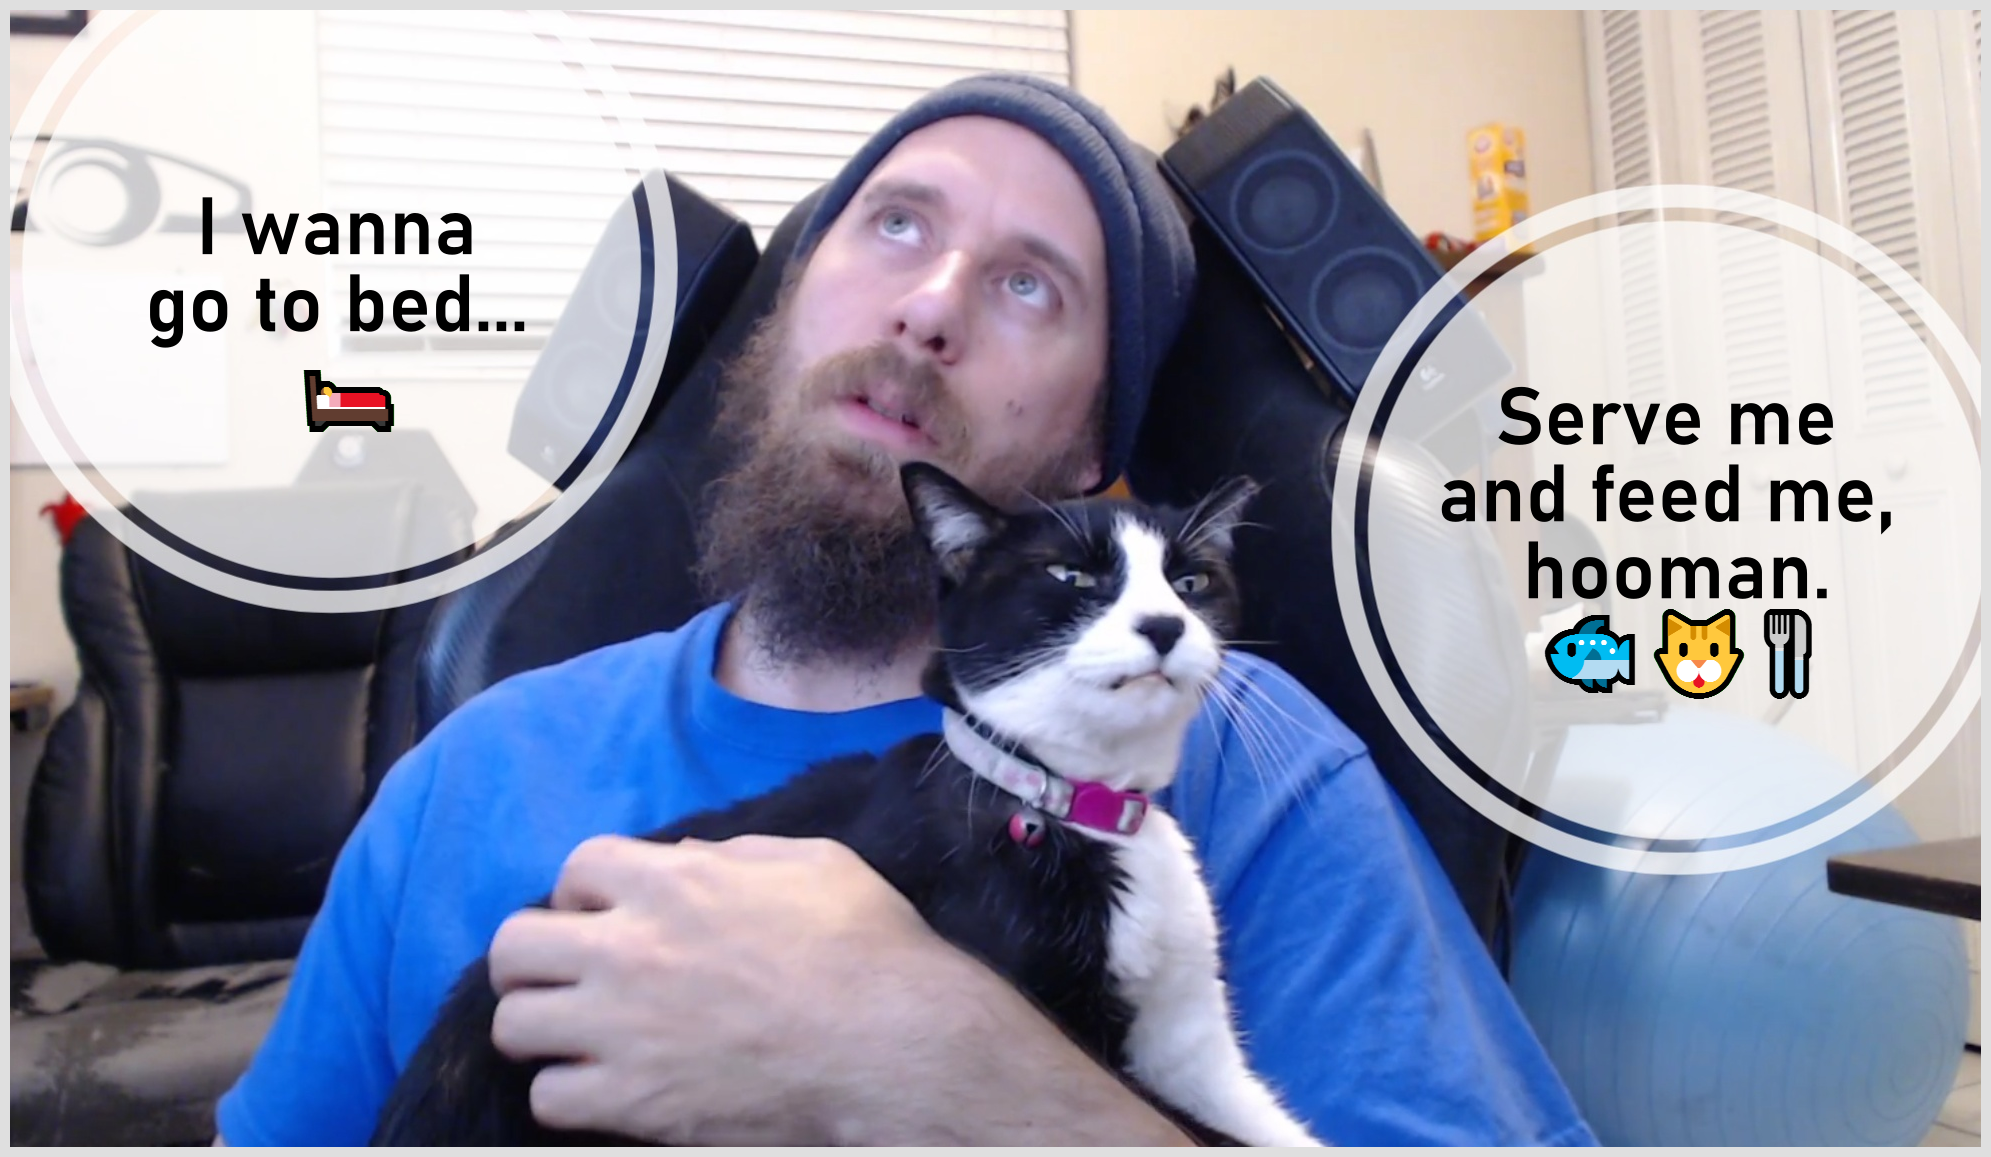 I wanna
go to bed...
Serve me
and feed me,
hooman.